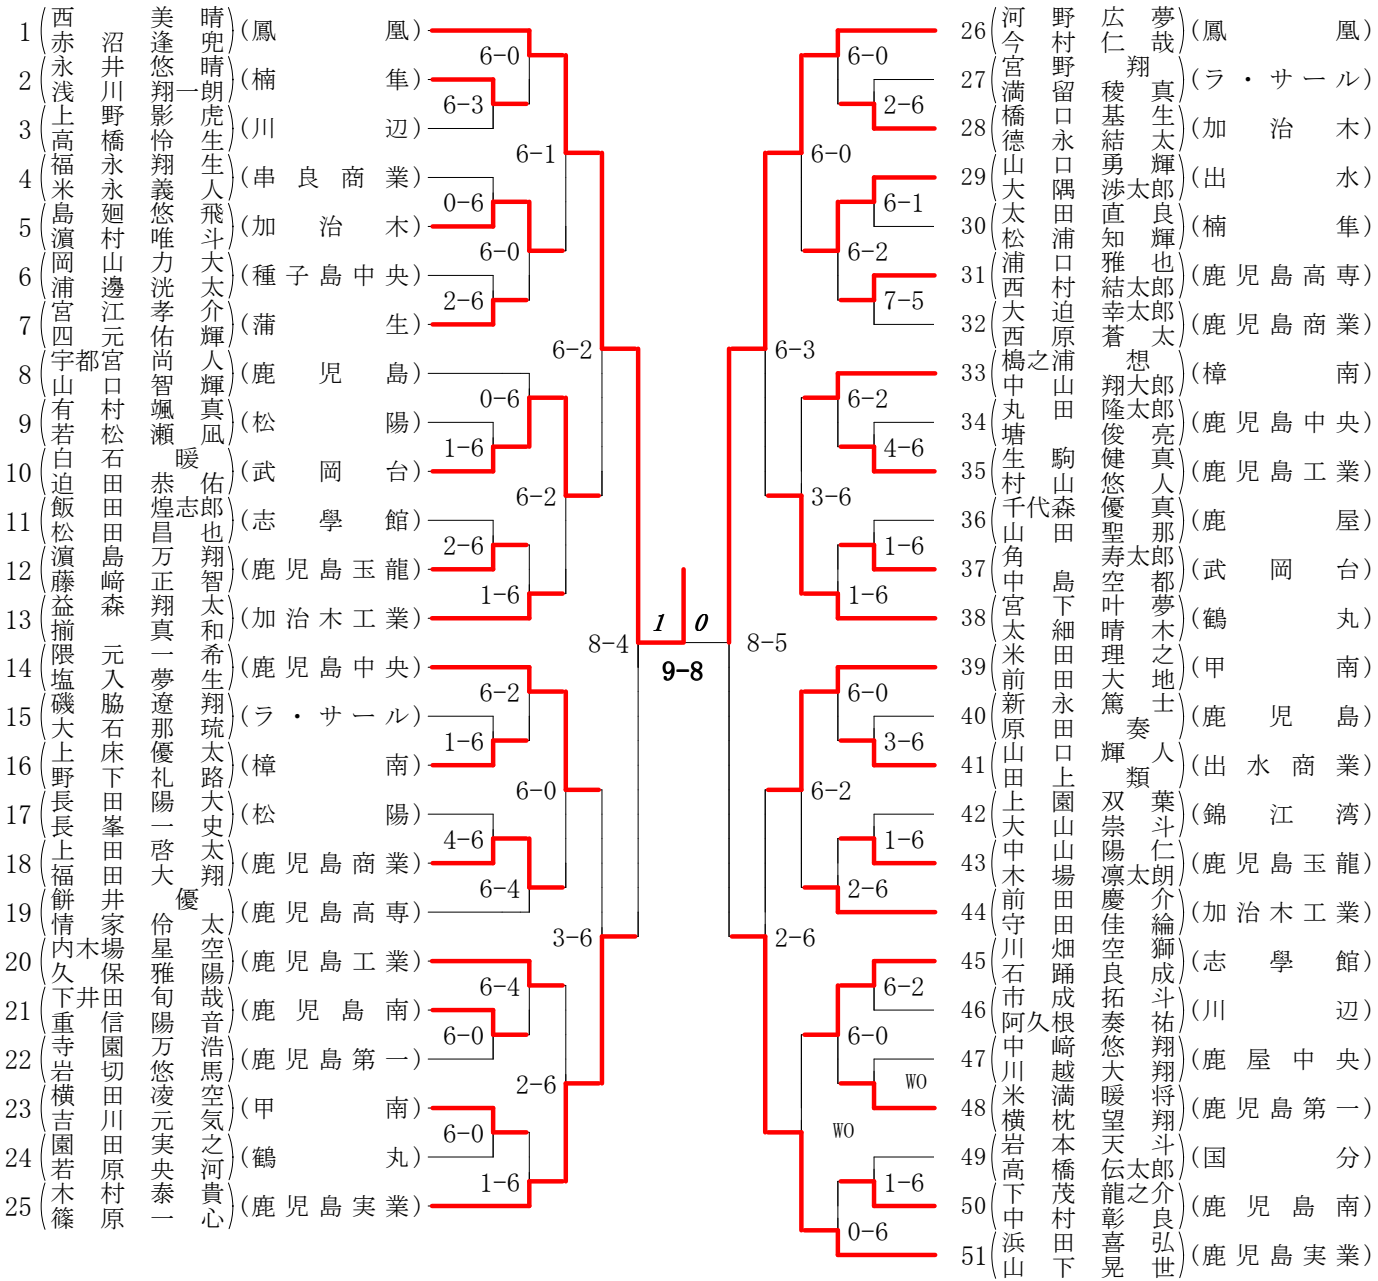 1 西美晴 赤沼逢兜 (鳳凰)
2 永井悠晴 浅川翔一朗 (楠隼)
3 上野影虎 高橋怜生 (川辺)
4 福永翔生 米永義人 (串良商業)
5 島廻悠飛 濵村唯斗 (加治木)
6 岡山力大 浦邊洸太 (種子島中央)
7 宮江孝介 四元佑輝 (蒲生)
8 宇都宮尚人 山口智輝 (鹿児島)
9 有村颯真 若松瀬凪 (松陽)
10 白石暖 迫田恭佑 (武岡台)
11 飯田煌志郎 松田昌也 (志學館)
12 濵島万翔 藤﨑正智 (鹿児島玉龍)
13 益森翔太 揃真和 (加治木工業)
14 隈元一希 塩入夢生 (鹿児島中央)
15 磯脇遼翔 大石那琉 (ラ・サール)
16 上床優太 野下礼路 (樟南)
17 長田陽大 長峯一史 (松陽)
18 上田啓太 福田大翔 (鹿児島商業)
19 餅井優 情家伶太 (鹿児島高専)
20 内木場星空 久保雅陽 (鹿児島工業)
21 下井田旬哉 重信陽音 (鹿児島南)
22 寺園万浩 岩切悠馬 (鹿児島第一)
23 横田凌空 吉川元気 (甲南)
24 園田実之 若原央河 (鶴丸)
25 木村泰貴 篠原一心 (鹿児島実業)
6-0
6-3
6-1
0-6
6-0
2-6
6-2
0-6
1-6
6-2
2-6
1-6
8-4
6-2
1-6
6-0
4-6
6-4
3-6
6-4
6-0
2-6
6-0
1-6
1 0
9-8
26 河野広夢 今村仁哉 (鳳凰)
27 宮野翔 満留稜真 (ラ・サール)
28 橋口基生 德永結太 (加治木)
29 山口勇輝 大隅渉太郎 (出水)
30 太田直良 松浦知輝 (楠隼)
31 浦口雅也 西村結太郎 (鹿児島高専)
32 大迫幸太郎 西原蒼太 (鹿児島商業)
33 樋之浦想 中山翔大郎 (樟南)
34 丸田隆太郎 塘俊亮 (鹿児島中央)
35 生駒健真 村山悠人 (鹿児島工業)
36 千代森優真 山田聖那 (鹿屋)
37 角寿太郎 中島空都 (武岡台)
38 宮下叶夢 太細晴木 (鶴丸)
39 米田理之 前田大地 (甲南)
40 新永篤士 原田奏 (鹿児島)
41 山口輝人 田上類 (出水商業)
42 上園双葉 大山崇斗 (錦江湾)
43 中山陽仁 木場凛太朗 (鹿児島玉龍)
44 前田慶介 守田佳綸 (加治木工業)
45 川畑空獅 石踊良成 (志學館)
46 市成拓斗 阿久根奏祐 (川辺)
47 中﨑悠翔 川越大翔 (鹿屋中央)
48 米満暖将 横枕望翔 (鹿児島第一)
49 岩本天斗 高橋伝太郎 (国分)
50 下茂龍之介 中村彰良 (鹿児島南)
51 浜田喜弘 山下晃世 (鹿児島実業)
6-0
2-6
6-0
6-1
6-2
7-5
6-3
6-2
4-6
3-6
1-6
1-6
8-5
6-0
3-6
6-2
1-6
2-6
2-6
6-2
6-0
WO
WO
1-6
0-6